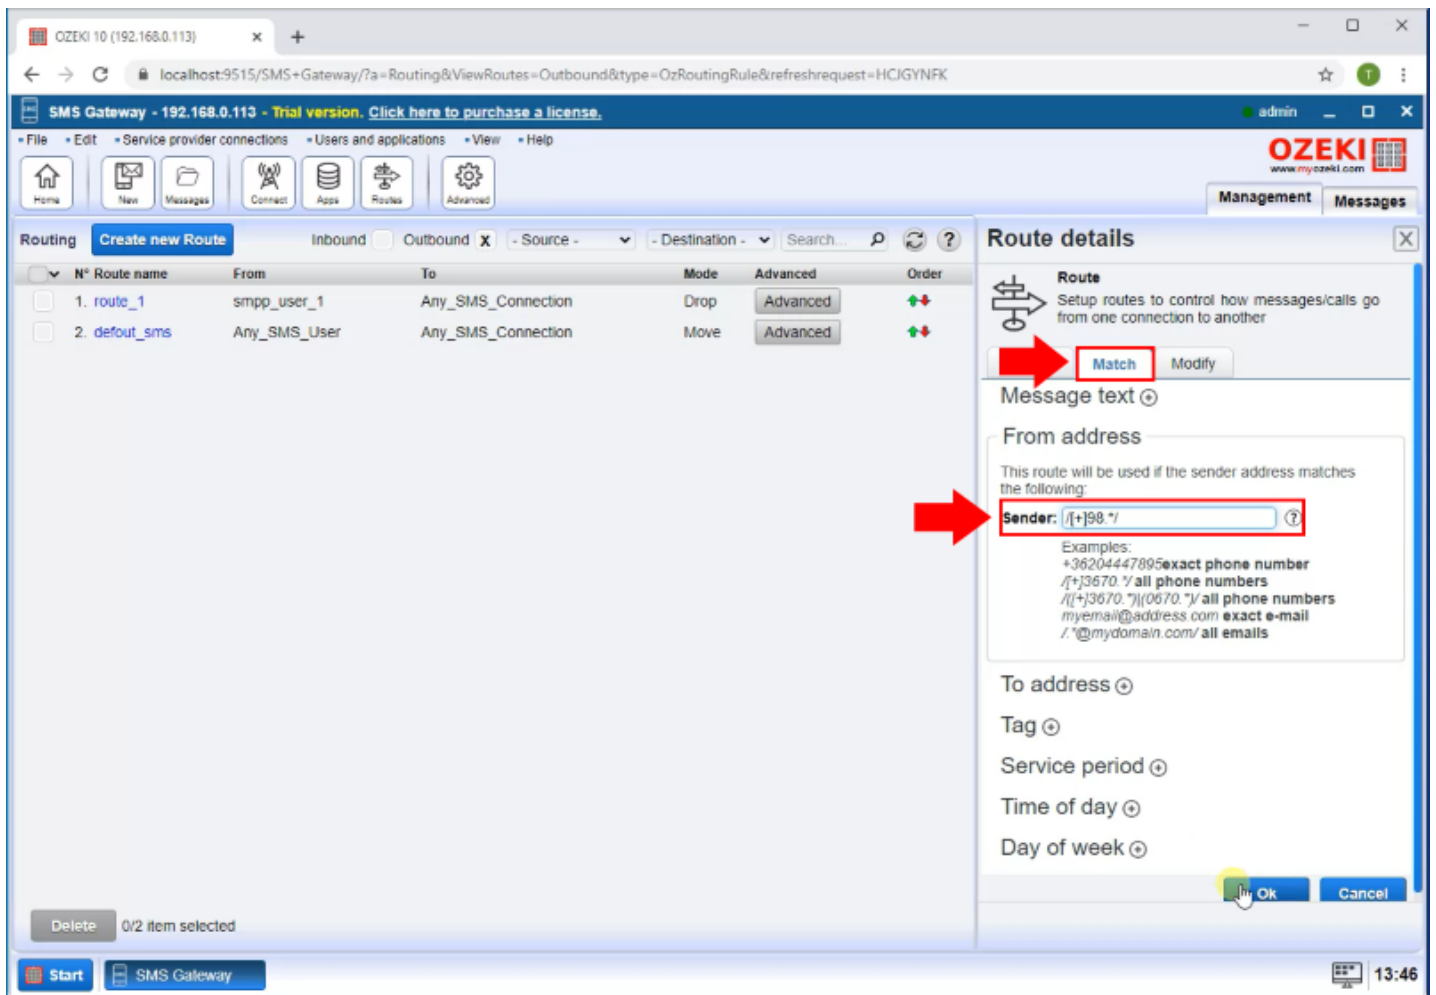 OZEKI 10 (192.168.0.113)
localhost:9515/SMS+Gateway/?a=Routing&ViewRoutes=Outbound&type=OzRoutingRule&refreshrequest=HCJGYNFK
T
SMS Gateway - 192.168.0.113 - Trial version. Click here to purchase a license.
admin
File Edit Service provider connections Users and applications View Help
OZEKI
www.myozeki.com
Home New Messages Connect Apps Routes Advanced
Management Messages
Routing Create new Route Inbound Outbound X - Source - - Destination - Search... ?
N° Route name From To Mode Advanced Order
1. route_1 smpp_user_1 Any_SMS_Connection Drop Advanced
2. defout_sms Any_SMS_User Any_SMS_Connection Move Advanced
Delete 0/2 item selected
Route details X
Route
Setup routes to control how messages/calls go
from one connection to another
Match Modify
Message text
From address
This route will be used if the sender address matches
the following:
Sender: /[+]98.*/ ?
Examples:
+36204447895exact phone number
/[+]3670.*/ all phone numbers
/([+]3670.*)|(0670.*)/ all phone numbers
myemail@address.com exact e-mail
/.*@mydomain.com/ all emails
To address
Tag
Service period
Time of day
Day of week
Ok Cancel
Start SMS Gateway 13:46